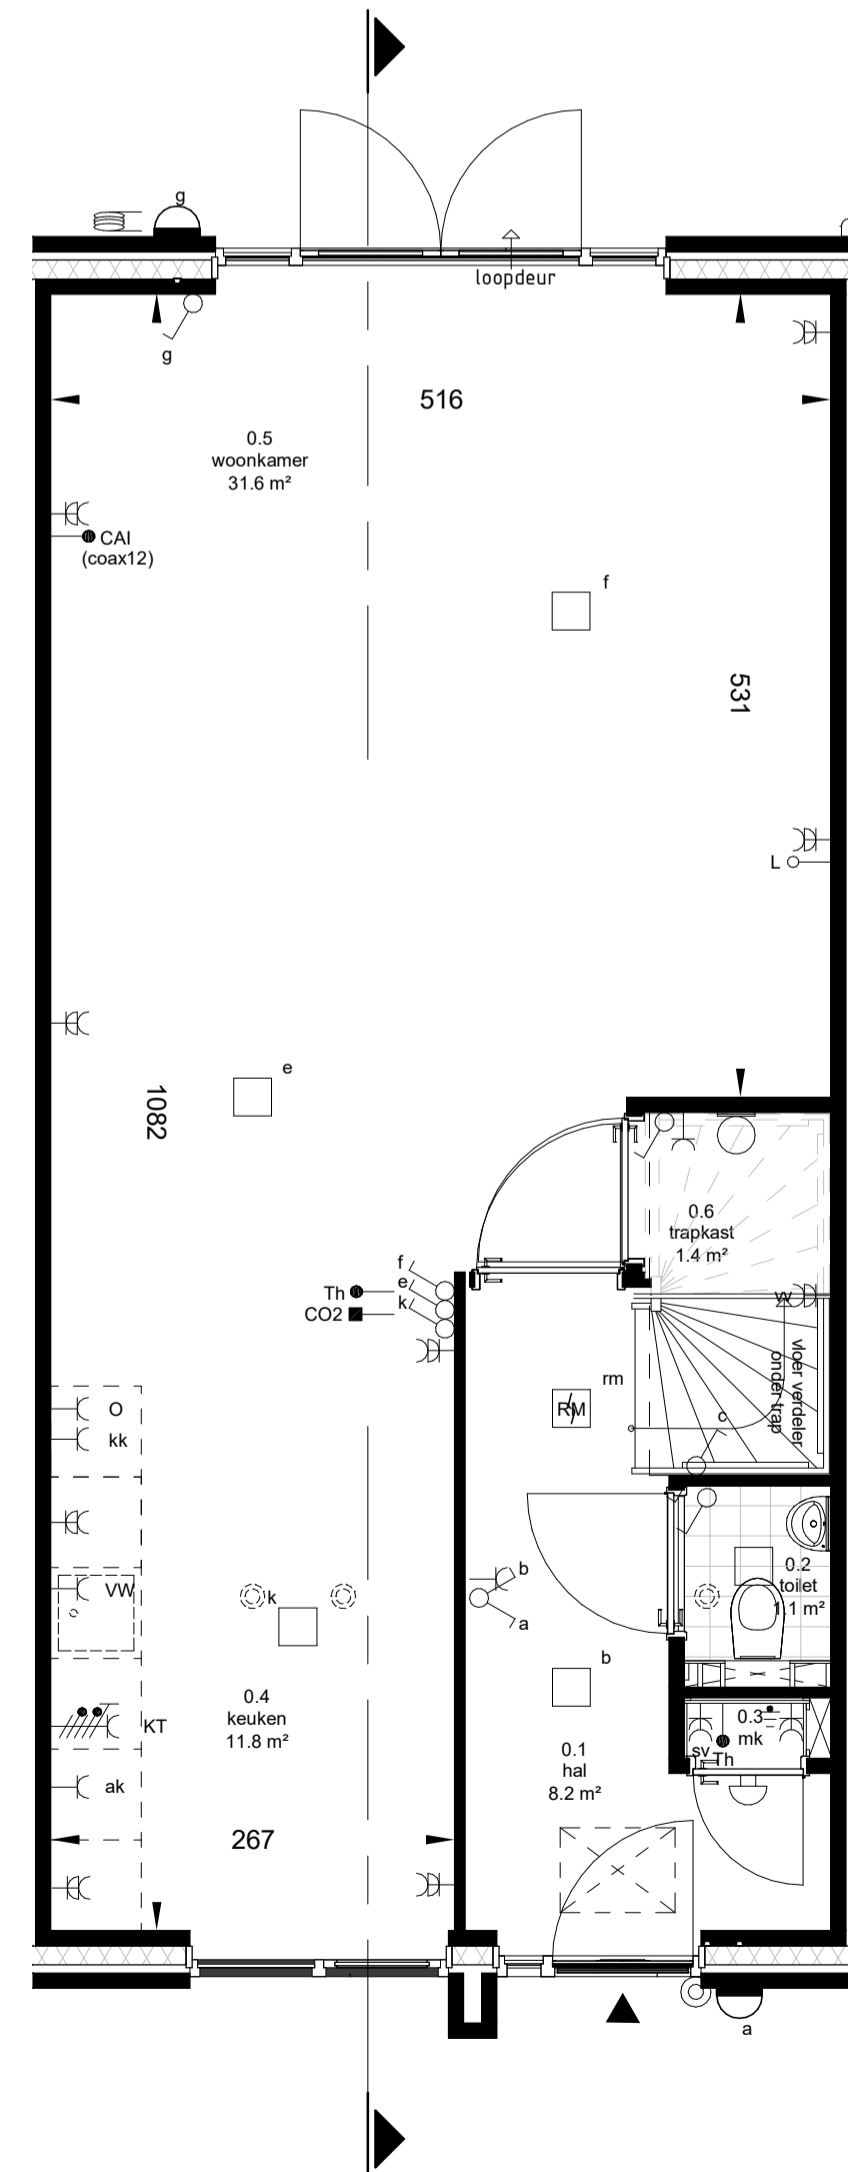 g
loopdeur
g
516
0.5
woonkamer
31.6 m²
CAI
(coax12)
f
531
L
e
1082
0.6
trapkast
1.4 m²
f
Th
e
CO2
k
vv
vloer verdeler
onder trap
rm
RM
c
O
kk
VW
k
b
a
0.2
toilet
1.1 m²
b
0.4
keuken
11.8 m²
KT
ak
0.3
mk
sv
Th
0.1
hal
8.2 m²
267
a